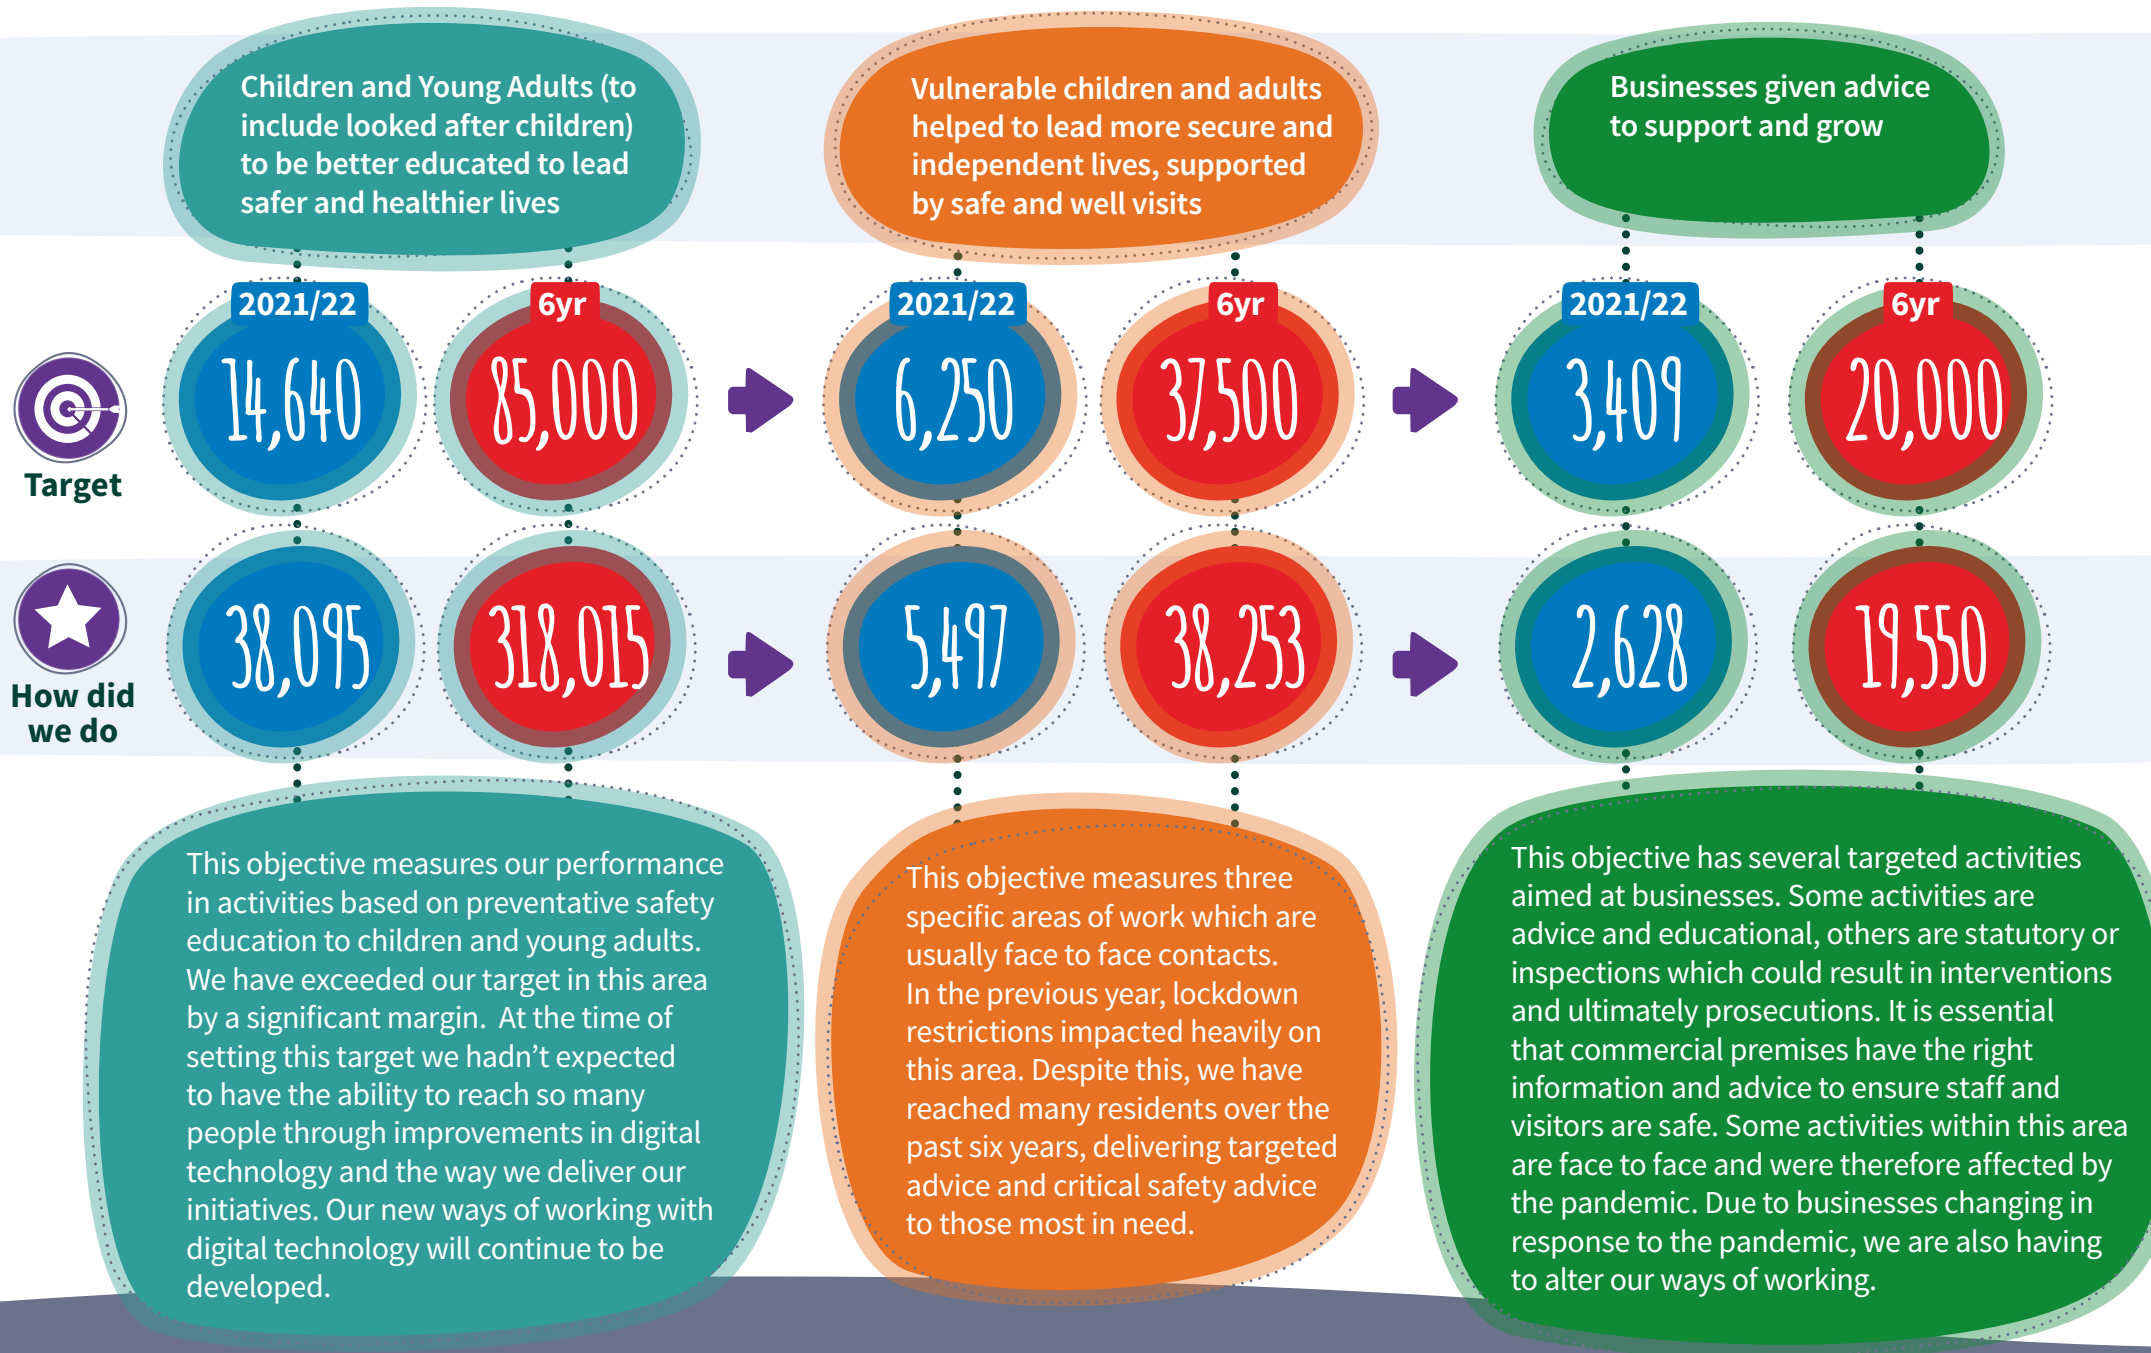 Children and Young Adults (to
include looked after children)
to be better educated to lead
safer and healthier lives
Vulnerable children and adults
helped to lead more secure and
independent lives, supported
by safe and well visits
Businesses given advice
to support and grow
Target
2021/22
14,640
6yr
85,000
2021/22
6,250
6yr
37,500
2021/22
3,409
6yr
20,000
How did
we do
38,095
318,015
5,497
38,253
2,628
19,550
This objective measures our performance
in activities based on preventative safety
education to children and young adults.
We have exceeded our target in this area
by a significant margin.  At the time of
setting this target we hadn't expected
to have the ability to reach so many
people through improvements in digital
technology and the way we deliver our
initiatives. Our new ways of working with
digital technology will continue to be
developed.
This objective measures three
specific areas of work which are
usually face to face contacts.
In the previous year, lockdown
restrictions impacted heavily on
this area. Despite this, we have
reached many residents over the
past six years, delivering targeted
advice and critical safety advice
to those most in need.
This objective has several targeted activities
aimed at businesses. Some activities are
advice and educational, others are statutory or
inspections which could result in interventions
and ultimately prosecutions. It is essential
that commercial premises have the right
information and advice to ensure staff and
visitors are safe. Some activities within this area
are face to face and were therefore affected by
the pandemic. Due to businesses changing in
response to the pandemic, we are also having
to alter our ways of working.